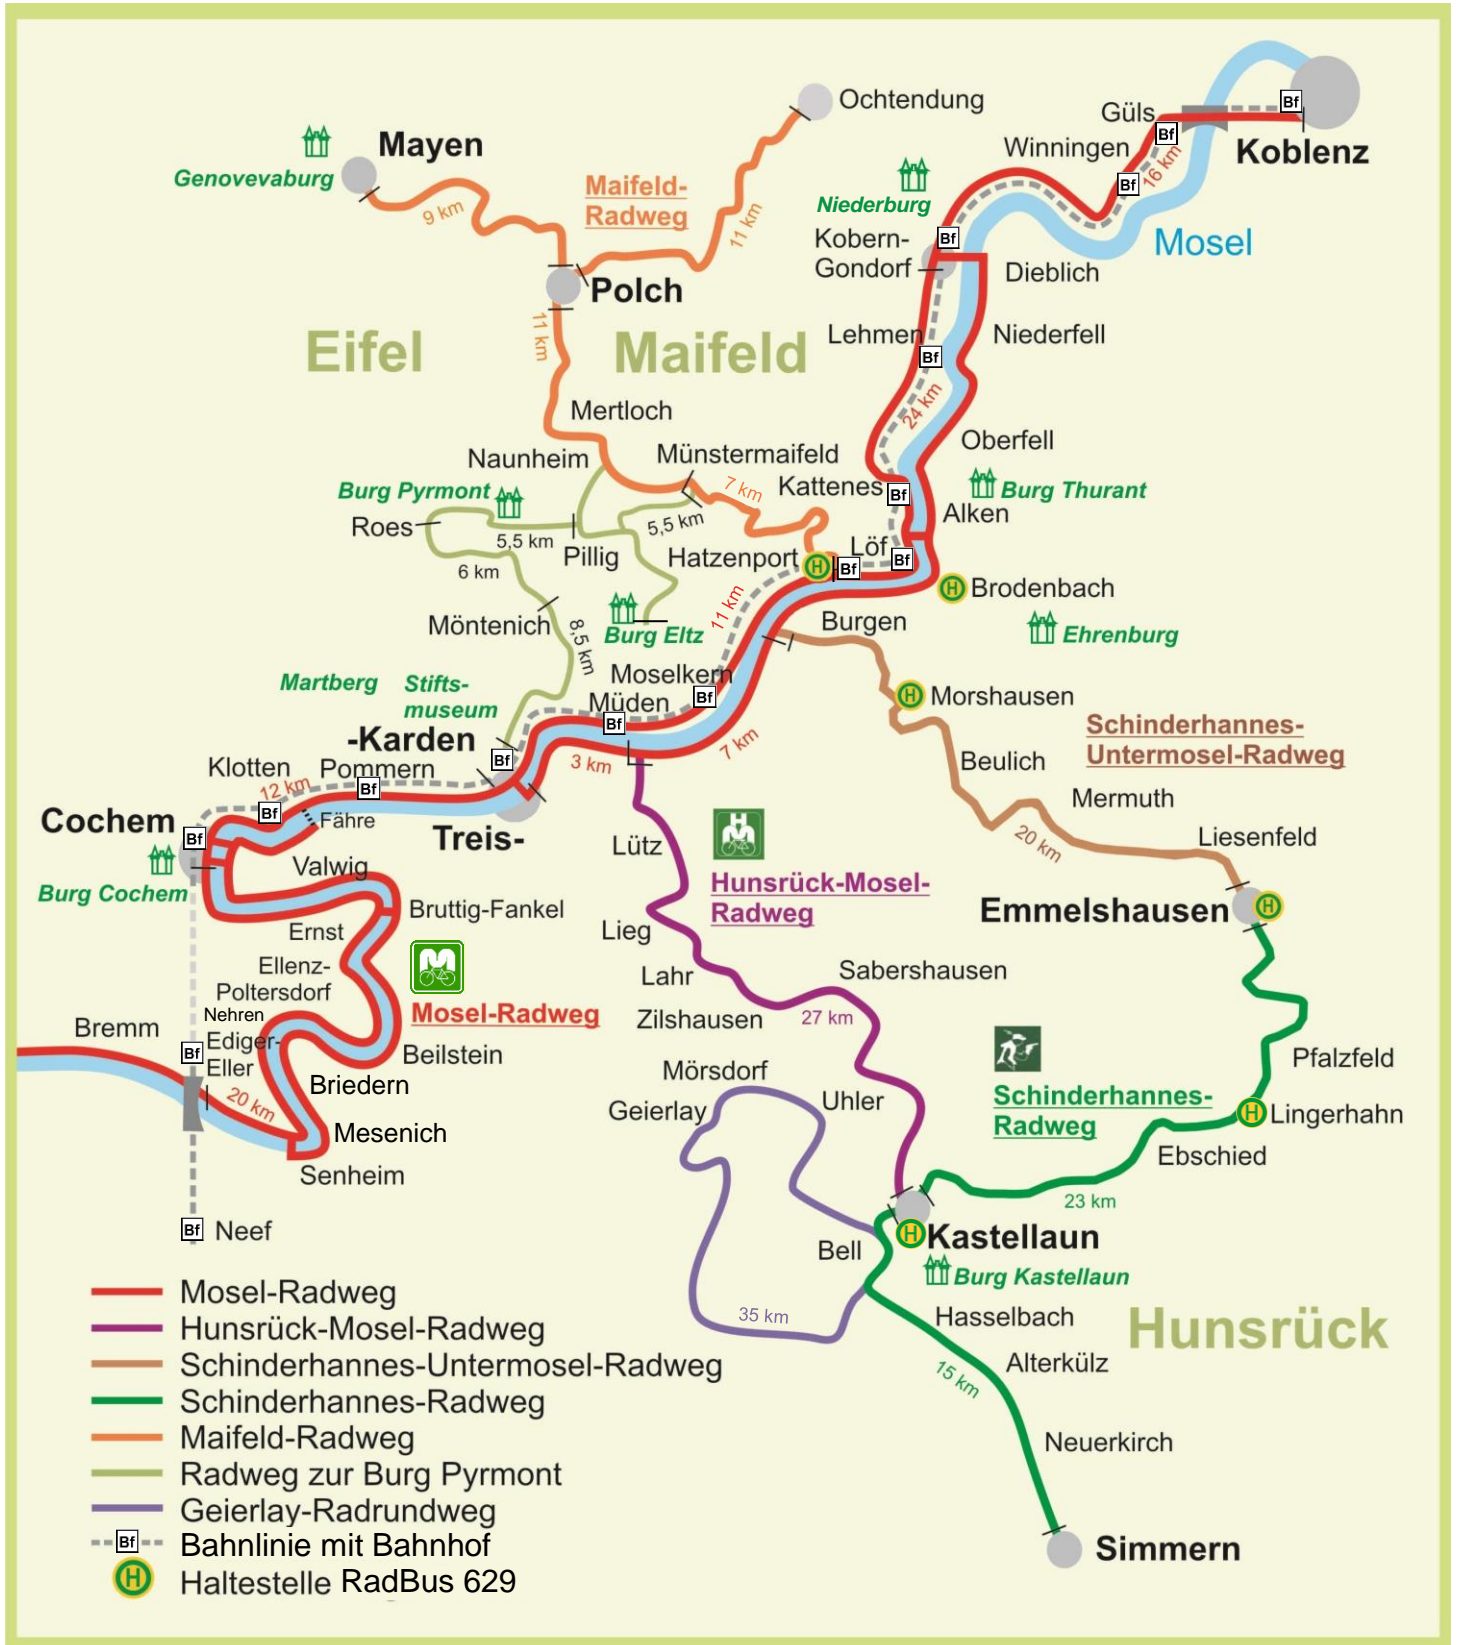 Ochtendung
Güls
Bf
Koblenz
Mayen
Genovevaburg
Winningen
Bf
16 km
Bf
Maifeld-
Radweg
9 km
11 km
Niederburg
Mosel
Kobern-
Gondorf
Bf
Dieblich
Polch
11 km
Eifel
Maifeld
Lehmen
Bf
Niederfell
24 km
Mertloch
Oberfell
Naunheim
Münstermaifeld
Burg Pyrmont
7 km
Kattenes
Bf
Burg Thurant
Roes
5,5 km
5,5 km
Alken
Pillig
Hatzenport
H
Bf
Löf
Bf
6 km
H
Brodenbach
Möntenich
8,5 km
11 km
Burg Eltz
Burgen
Ehrenburg
Martberg
Stifts-
museum
Moselkern
Bf
Müden
Bf
H
Morshausen
Schinderhannes-
Untermosel-Radweg
-Karden
Bf
3 km
7 km
Beulich
Klotten
Pommern
12 km
Bf
Bf
Mermuth
Cochem
Bf
Fähre
Treis-
20 km
Liesenfeld
Burg Cochem
Valwig
Lütz
H
M
Hunsrück-Mosel-
Radweg
Bruttig-Fankel
Emmelshausen
H
Ernst
Lieg
Ellenz-
Poltersdorf
M
Lahr
Sabershausen
Nehren
Mosel-Radweg
Zilshausen
27 km
Bremm
Bf
Ediger-
Eller
Beilstein
Mörsdorf
Pfalzfeld
Briedern
Geierlay
Uhler
Schinderhannes-
Radweg
20 km
H
Lingerhahn
Mesenich
Ebschied
Senheim
23 km
Bf
Neef
Bell
H
Kastellaun
Burg Kastellaun
35 km
Hasselbach
Hunsrück
Alterkülz
15 km
Neuerkirch
Simmern
Mosel-Radweg
Hunsrück-Mosel-Radweg
Schinderhannes-Untermosel-Radweg
Schinderhannes-Radweg
Maifeld-Radweg
Radweg zur Burg Pyrmont
Geierlay-Radrundweg
Bf
Bahnlinie mit Bahnhof
H
Haltestelle RadBus 629